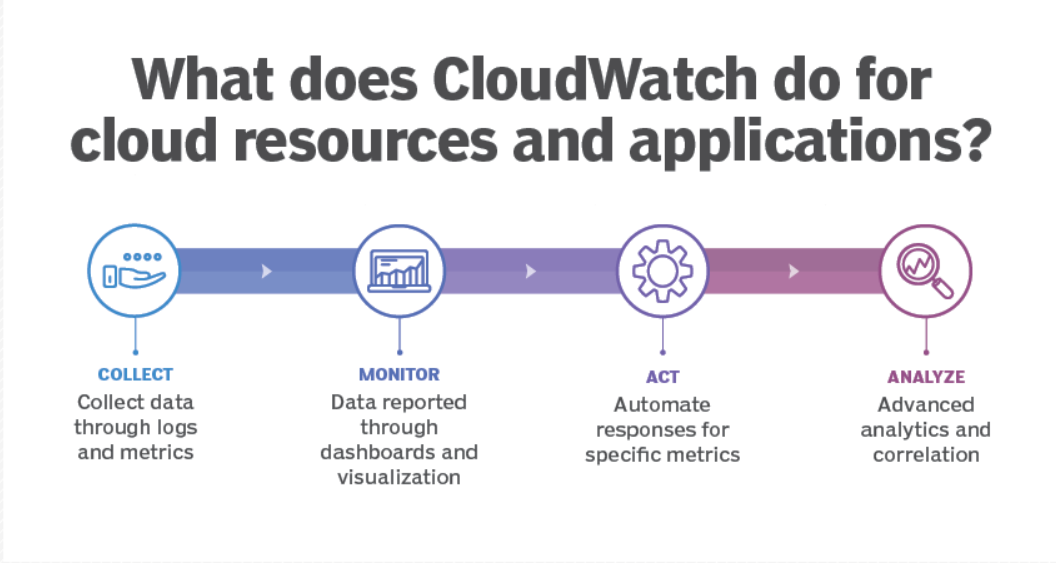 What does CloudWatch do for
cloud resources and applications?
COLLECT
Collect data
through logs
and metrics
MONITOR
Data reported
through
dashboards and
visualization
ACT
Automate
responses for
specific metrics
ANALYZE
Advanced
analytics and
correlation